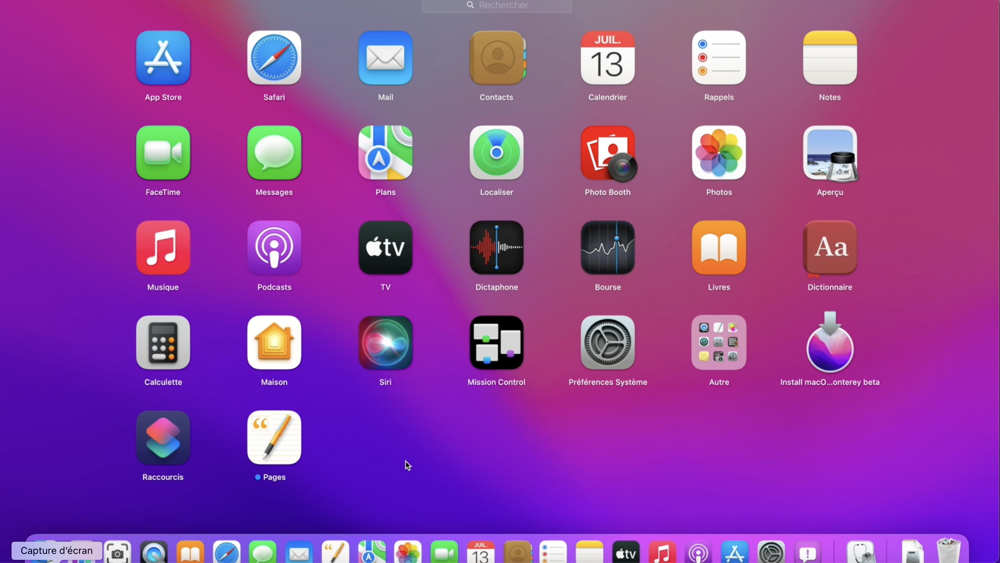 Rechercher
JUIL.
13
App Store
Safari
Mail
Contacts
Calendrier
Rappels
Notes
FaceTime
Messages
Plans
Localiser
Photo Booth
Photos
Aperçu
tv
Aa
Musique
Podcasts
TV
Dictaphone
Bourse
Livres
Dictionnaire
Calculette
Maison
Siri
Mission Control
Préférences Système
Autre
Install macO...onterey beta
“
Raccourcis
Pages
Capture d’écran
“
JUIL.
13
tv
!